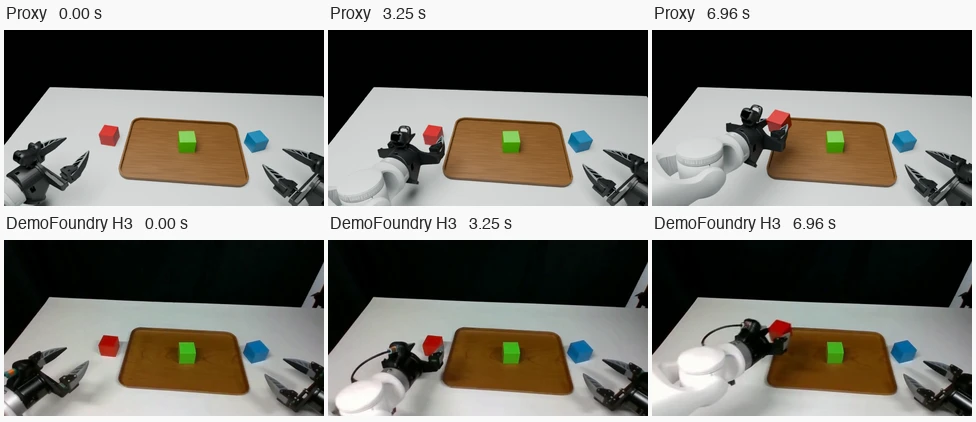 Proxy 0.00 s
Proxy 3.25 s
Proxy 6.96 s
DemoFoundry H3 0.00 s
DemoFoundry H3 3.25 s
DemoFoundry H3 6.96 s